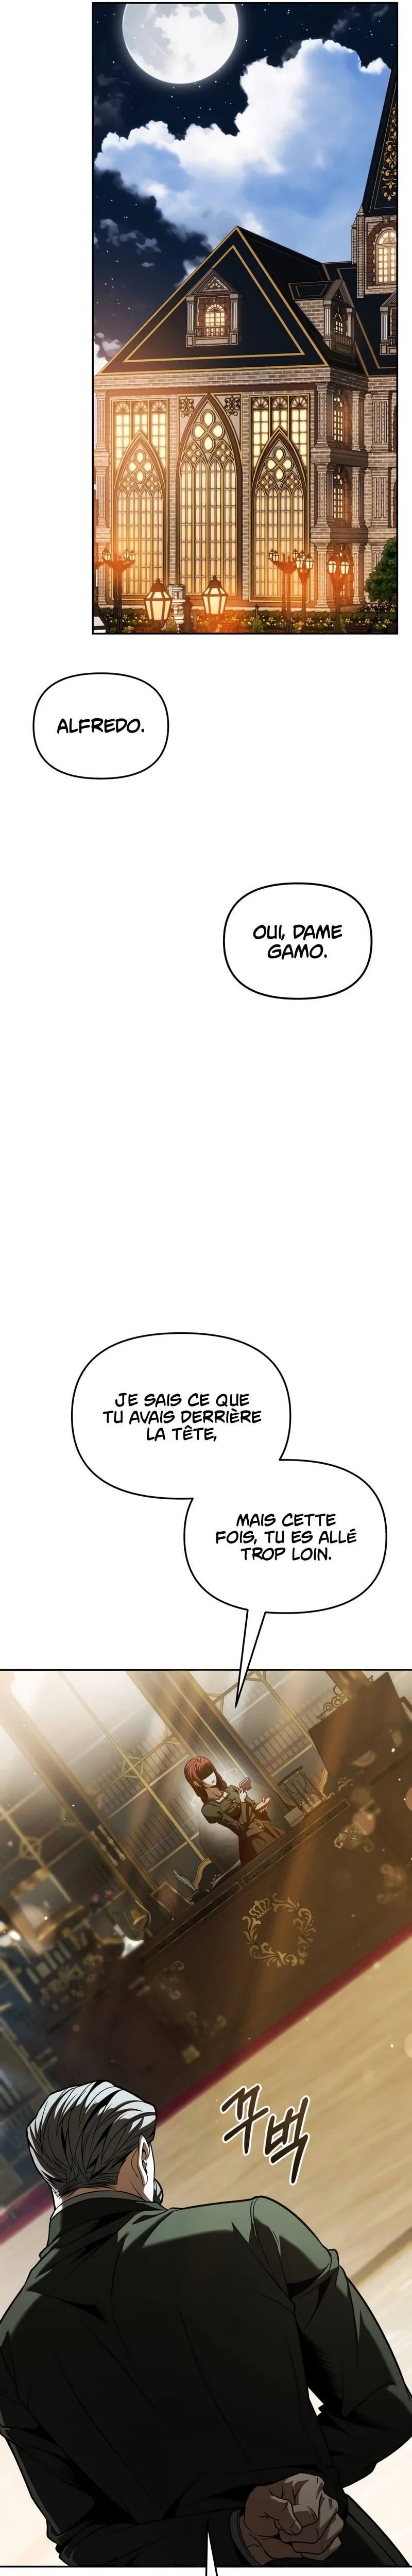 ALFREDO.
OUI, DAME
GAMO.
JE SAIS CE QUE
TU AVAIS DERRIÈRE
LA TÊTE,
MAIS CETTE
FOIS, TU ES ALLÉ
TROP LOIN.
꾸벅